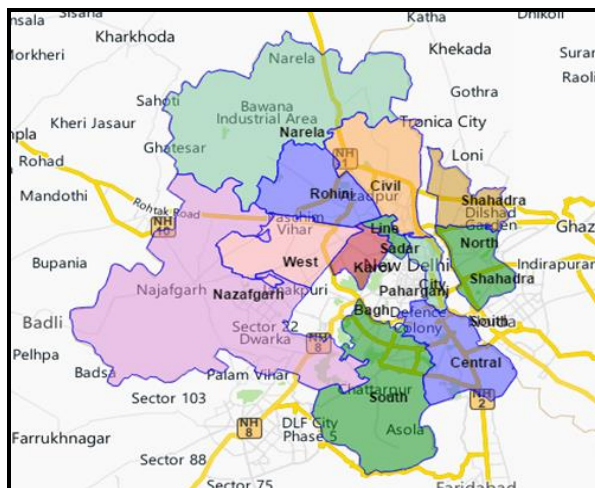 nsala
Katha
Dhikoli
Kharkhoda
Khekada
Morkheri
Narela
Suran
Raoli
Gothra
Sahoti
Bawana
Industrial Area
Tronica City
Kheri Jasaur
Narela
mpla
Ghatesar
NH
1
Loni
Rohad
Rohini
Civil
Mandothi
Shahadra
Rohtak Road
Dilshad
Garden
NH
10
Vihar
Line
Ghaz
Sadar
North
Bupania
West
Karol
New Delhi
Indirapuram
Najafgarh
Nazafgarh
Paharganj
City
Shahadra
Badli
Bagh
Defence
Colony
South
Sector 22
Dwarka
NH
8
Pelhpa
Central
Badsa
Palam Vihar
Chattarpur
Sector 103
South
NH
2
DLF City
Phase 5
Asola
NH
8
Farrukhnagar
Sector 88
Sector 75
Faridabad